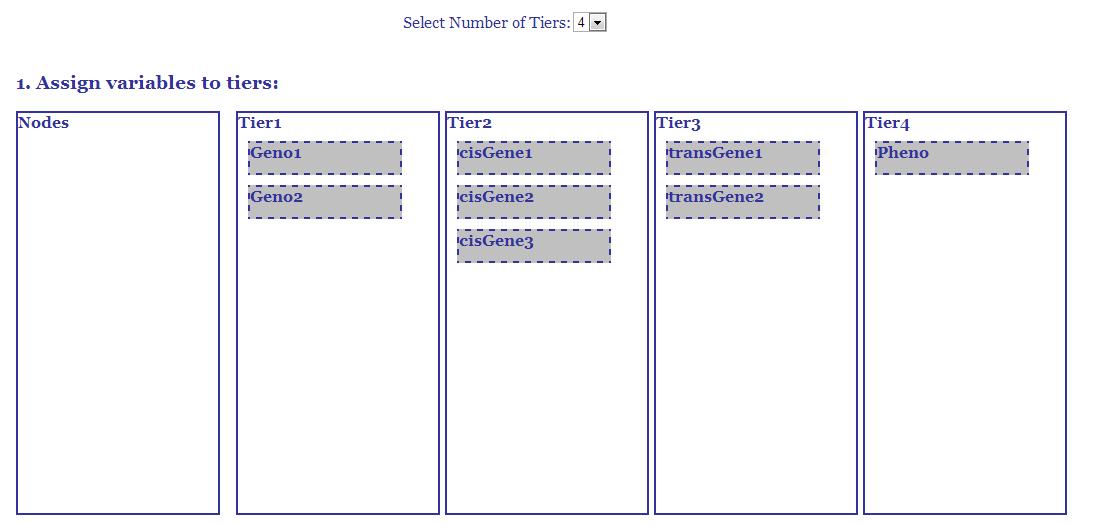 Select Number of Tiers: 4
1. Assign variables to tiers:
Nodes
Tier1
Geno1
Geno2
Tier2
cisGene1
cisGene2
cisGene3
Tier3
transGene1
transGene2
Tier4
Pheno